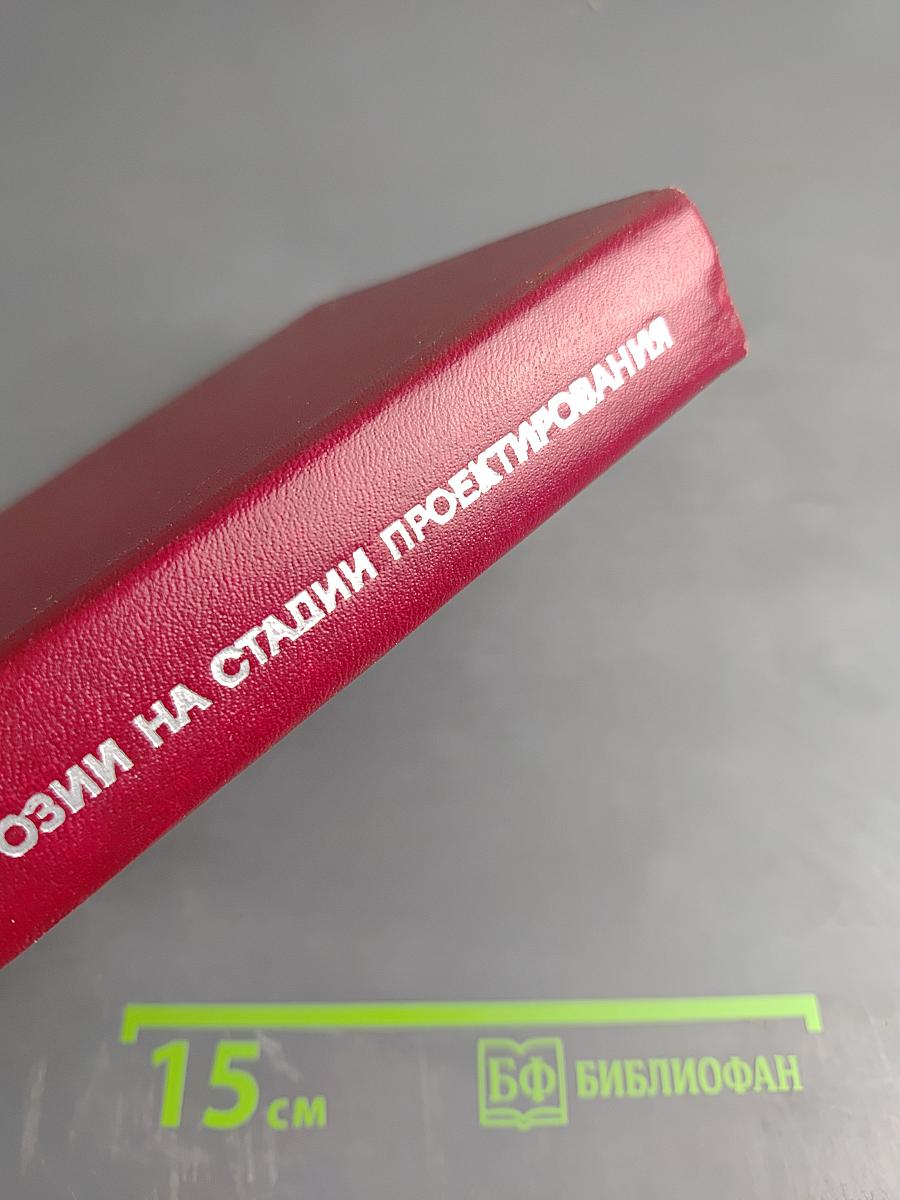 ОЗИИ НА СТАДИИ ПРОЕКТИРОВАНИЯ
15 см
БФ БИБЛИОФАН